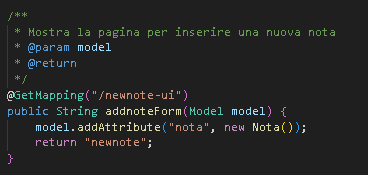 /**
 * Mostra la pagina per inserire una nuova nota
 * @param model
 * @return
 */
@GetMapping("/newnote-ui")
public String addnoteForm(Model model) {
    model.addAttribute("nota", new Nota());
    return "newnote";
}